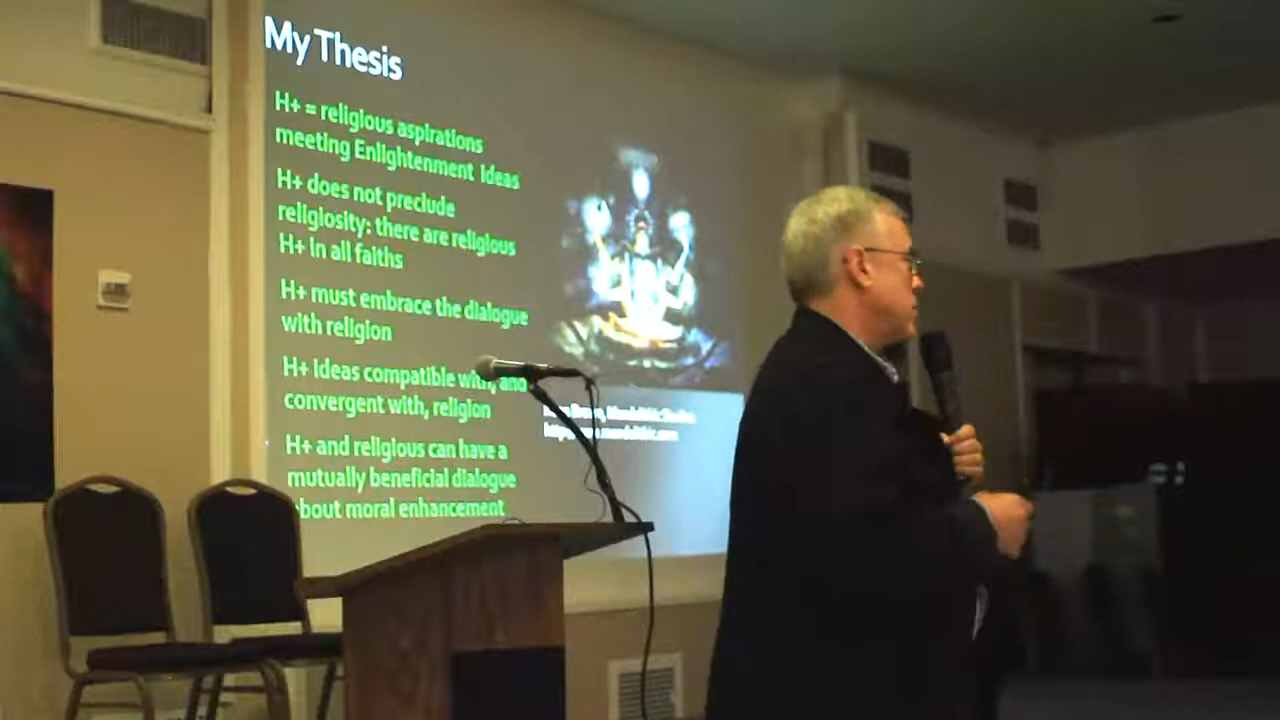 My Thesis
H+ = religious aspirations
meeting Enlightenment ideas
H+ does not preclude
religiosity: there are religious
H+ in all faiths
H+ must embrace the dialogue
with religion
H+ ideas compatible with, and
convergent with, religion
H+ and religious can have a
mutually beneficial dialogue
about moral enhancement